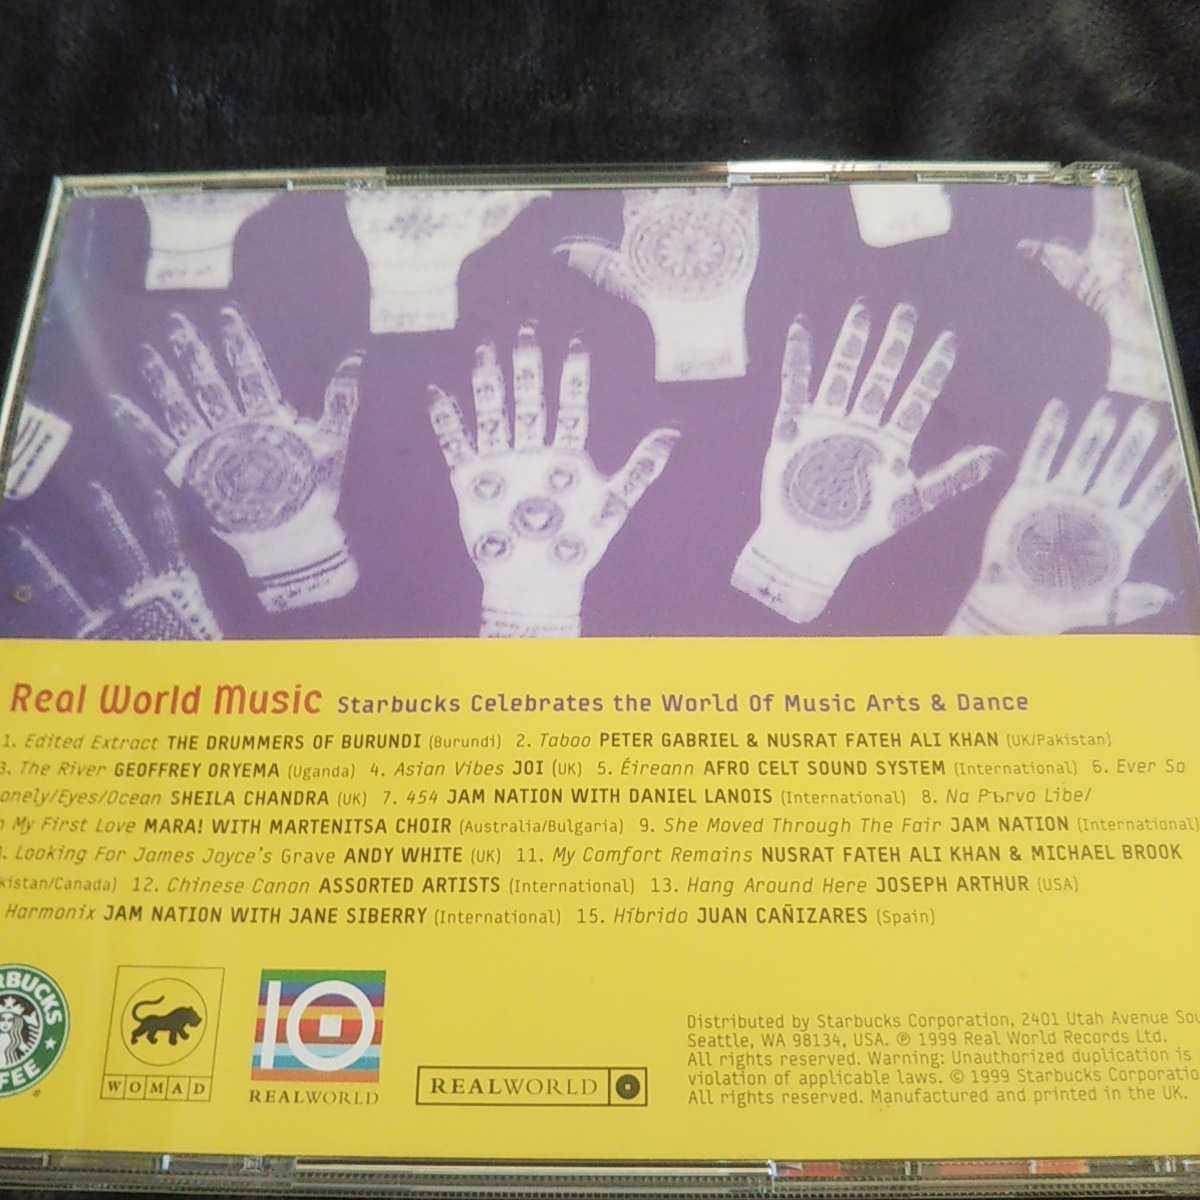 Real World Music Starbucks Celebrates the World Of Music Arts & Dance
1. Edited Extract THE DRUMMERS OF BURUNDI (Burundi) 2. Taboo PETER GABRIEL & NUSRAT FATEH ALI KHAN (UK/Pakistan)
3. The River GEOFFREY ORYEMA (Uganda) 4. Asian Vibes JOI (UK) 5. Éireann AFRO CELT SOUND SYSTEM (International) 6. Ever So
onely/Eyes/Ocean SHEILA CHANDRA (UK) 7. 454 JAM NATION WITH DANIEL LANOIS (International) 8. Na Pъrvo Libe/
My First Love MARA! WITH MARTENITSA CHOIR (Australia/Bulgaria) 9. She Moved Through The Fair JAM NATION (International)
. Looking For James Joyce's Grave ANDY WHITE (UK) 11. My Comfort Remains NUSRAT FATEH ALI KHAN & MICHAEL BROOK
kistan/Canada) 12. Chinese Canon ASSORTED ARTISTS (International) 13. Hang Around Here JOSEPH ARTHUR (USA)
Harmonix JAM NATION WITH JANE SIBERRY (International) 15. Híbrido JUAN CAÑIZARES (Spain)
RBUCKS
FFEE
WOMAD
10
REALWORLD
REALWORLD
Distributed by Starbucks Corporation, 2401 Utah Avenue Sou
Seattle, WA 98134, USA. ℗ 1999 Real World Records Ltd.
All rights reserved. Warning: Unauthorized duplication is
violation of applicable laws. © 1999 Starbucks Corporatio
All rights reserved. Manufactured and printed in the UK.